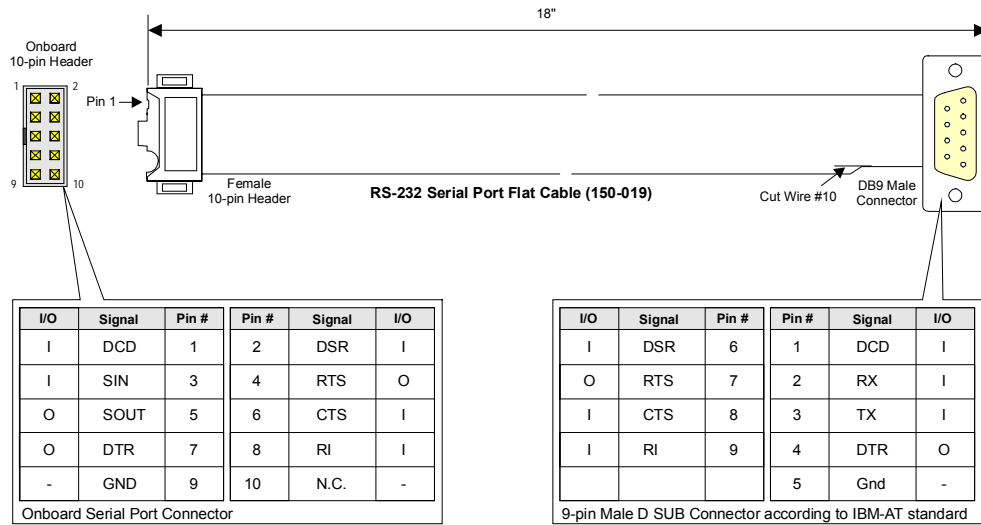 18"
Onboard
10-pin Header
1 2
Pin 1
9 10
Female
10-pin Header
RS-232 Serial Port Flat Cable (150-019)
Cut Wire #10
DB9 Male
Connector
I/O Signal Pin # Pin # Signal I/O
I DCD 1 2 DSR I
I SIN 3 4 RTS O
O SOUT 5 6 CTS I
O DTR 7 8 RI I
- GND 9 10 N.C. -
Onboard Serial Port Connector
I/O Signal Pin # Pin # Signal I/O
I DSR 6 1 DCD I
O RTS 7 2 RX I
I CTS 8 3 TX I
I RI 9 4 DTR O
5 Gnd -
9-pin Male D SUB Connector according to IBM-AT standard